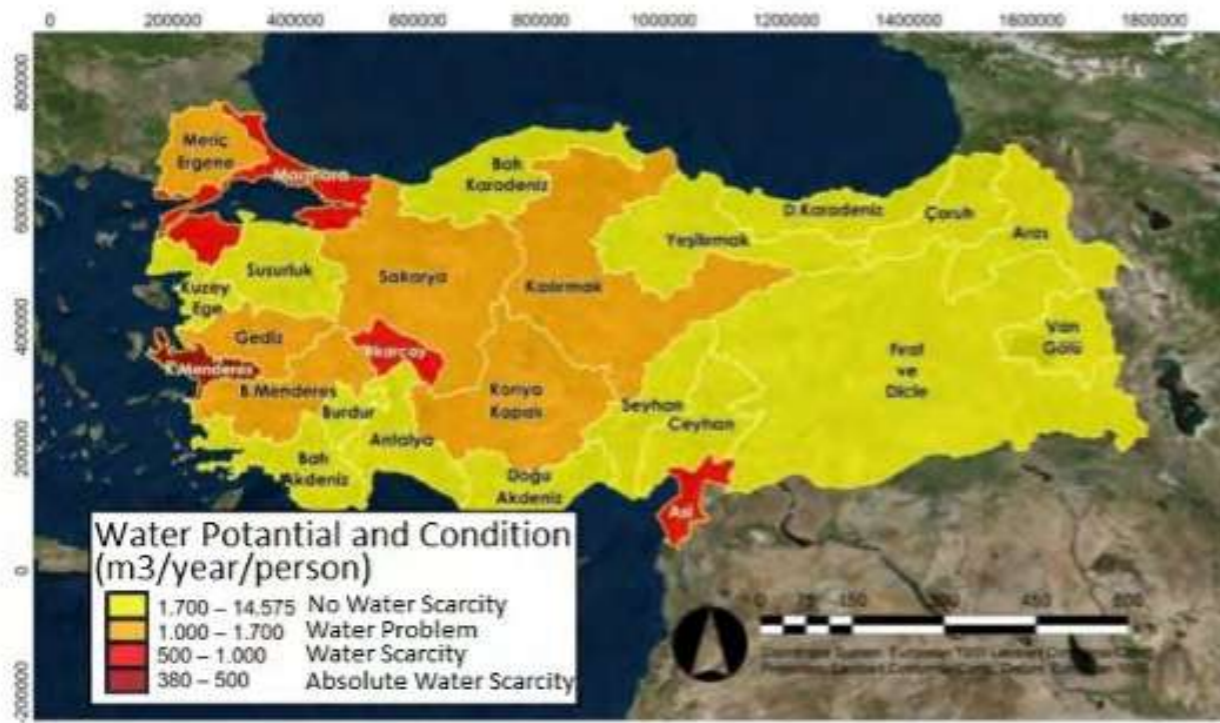 0 200000 400000 600000 800000 1000000 1200000 1400000 1600000 1800000
800000
600000
400000
200000
0
-200000
Meriç
Ergene
Marmara
Batı
Karadeniz
D.Karadeniz
Çoruh
Aras
Yeşilırmak
Susurluk
Sakarya
Kızılırmak
Kuzey
Ege
Gediz
Akarçay
Van
Gölü
K.Menderes
B.Menderes
Konya
Kapalı
Fırat
ve
Dicle
Burdur
Seyhan
Ceyhan
Antalya
Batı
Akdeniz
Doğu
Akdeniz
Asi
Water Potential and Condition
(m3/year/person)
1.700 – 14.575 No Water Scarcity
1.000 – 1.700 Water Problem
500 – 1.000 Water Scarcity
380 – 500 Absolute Water Scarcity
0 75 150 300 450 600